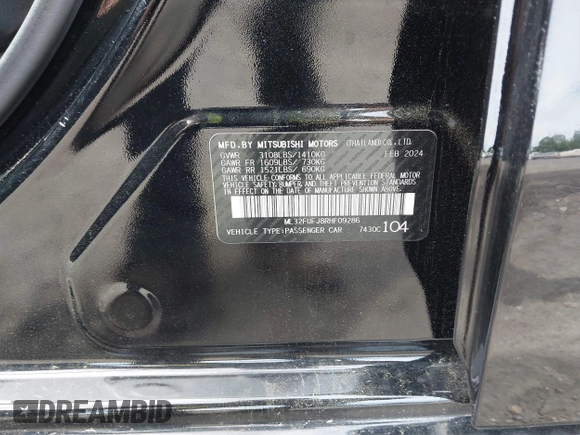 MFD.BY MITSUBISHI MOTORS (THAILAND)CO.,LTD.
GVWR 3108LBS/1410KG FEB 2024
GAWR FR 1609LBS/ 730KG
GAWR RR 1521LBS/ 690KG
THIS VEHICLE CONFORMS TO ALL APPLICABLE FEDERAL MOTOR
VEHICLE SAFETY,BUMPER,AND THEFT PREVENTION STANDARDS
IN EFFECT ON THE DATE OF MANUFACTURE SHOWN ABOVE.
ML32FUFJ8RHF09286
VEHICLE TYPE:PASSENGER CAR 7430C 104
DREAMBID